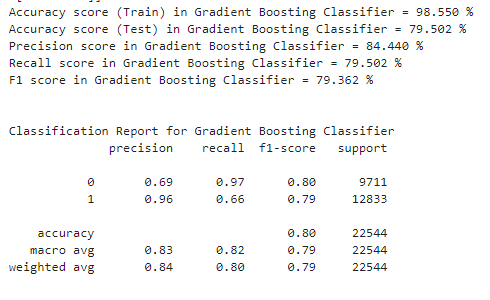 Accuracy score (Train) in Gradient Boosting Classifier = 98.550 %
Accuracy score (Test) in Gradient Boosting Classifier = 79.502 %
Precision score in Gradient Boosting Classifier = 84.440 %
Recall score in Gradient Boosting Classifier = 79.502 %
F1 score in Gradient Boosting Classifier = 79.362 %
Classification Report for Gradient Boosting Classifier
precision recall f1-score support
0 0.69 0.97 0.80 9711
1 0.96 0.66 0.79 12833
accuracy 0.80 22544
macro avg 0.83 0.82 0.79 22544
weighted avg 0.84 0.80 0.79 22544